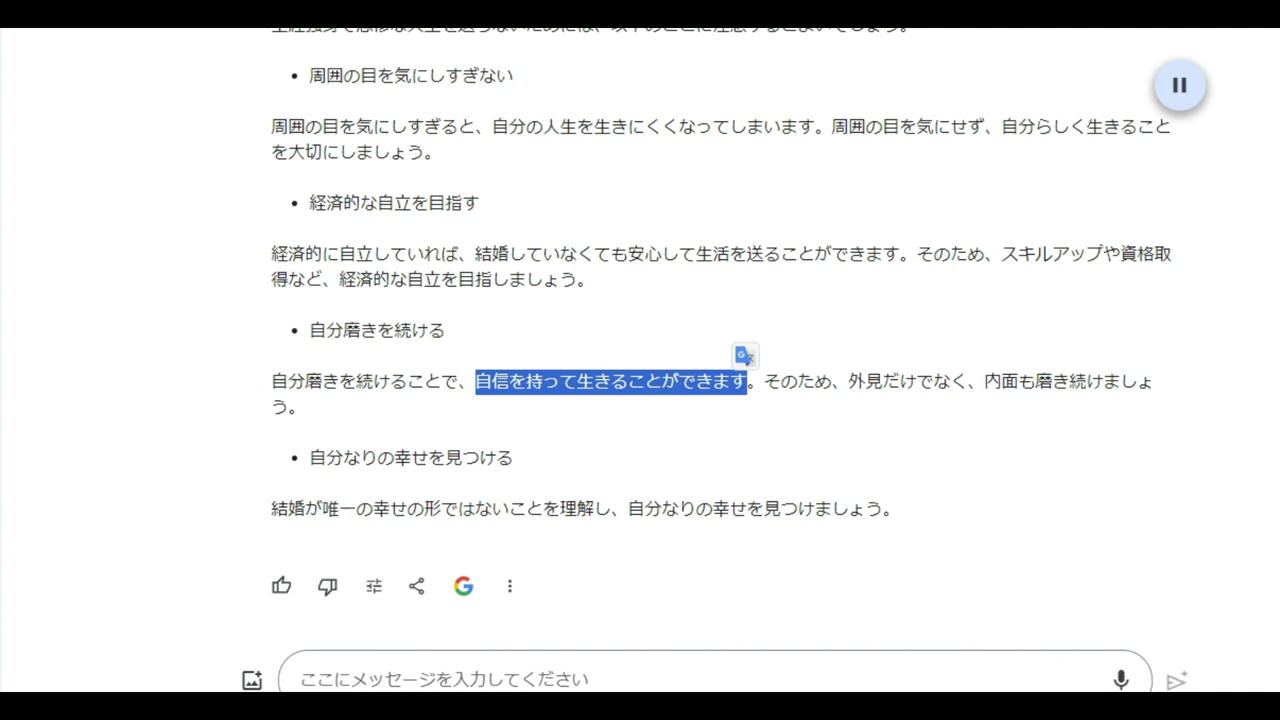 • 周囲の目を気にしすぎない
周囲の目を気にしすぎると、自分の人生を生きにくくなってしまいます。周囲の目を気にせず、自分らしく生きること
を大切にしましょう。
• 経済的な自立を目指す
経済的に自立していれば、結婚していなくても安心して生活を送ることができます。そのため、スキルアップや資格取
得など、経済的な自立を目指しましょう。
• 自分磨きを続ける
自分磨きを続けることで、自信を持って生きることができます。そのため、外見だけでなく、内面も磨き続けましょ
う。
• 自分なりの幸せを見つける
結婚が唯一の幸せの形ではないことを理解し、自分なりの幸せを見つけましょう。
ここにメッセージを入力してください